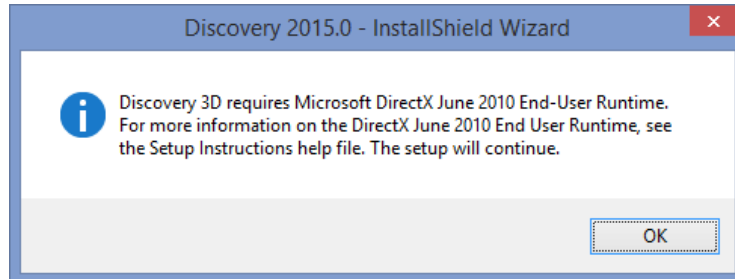 Discovery 2015.0 - InstallShield Wizard
Discovery 3D requires Microsoft DirectX June 2010 End-User Runtime.
For more information on the DirectX June 2010 End User Runtime, see
the Setup Instructions help file. The setup will continue.
OK